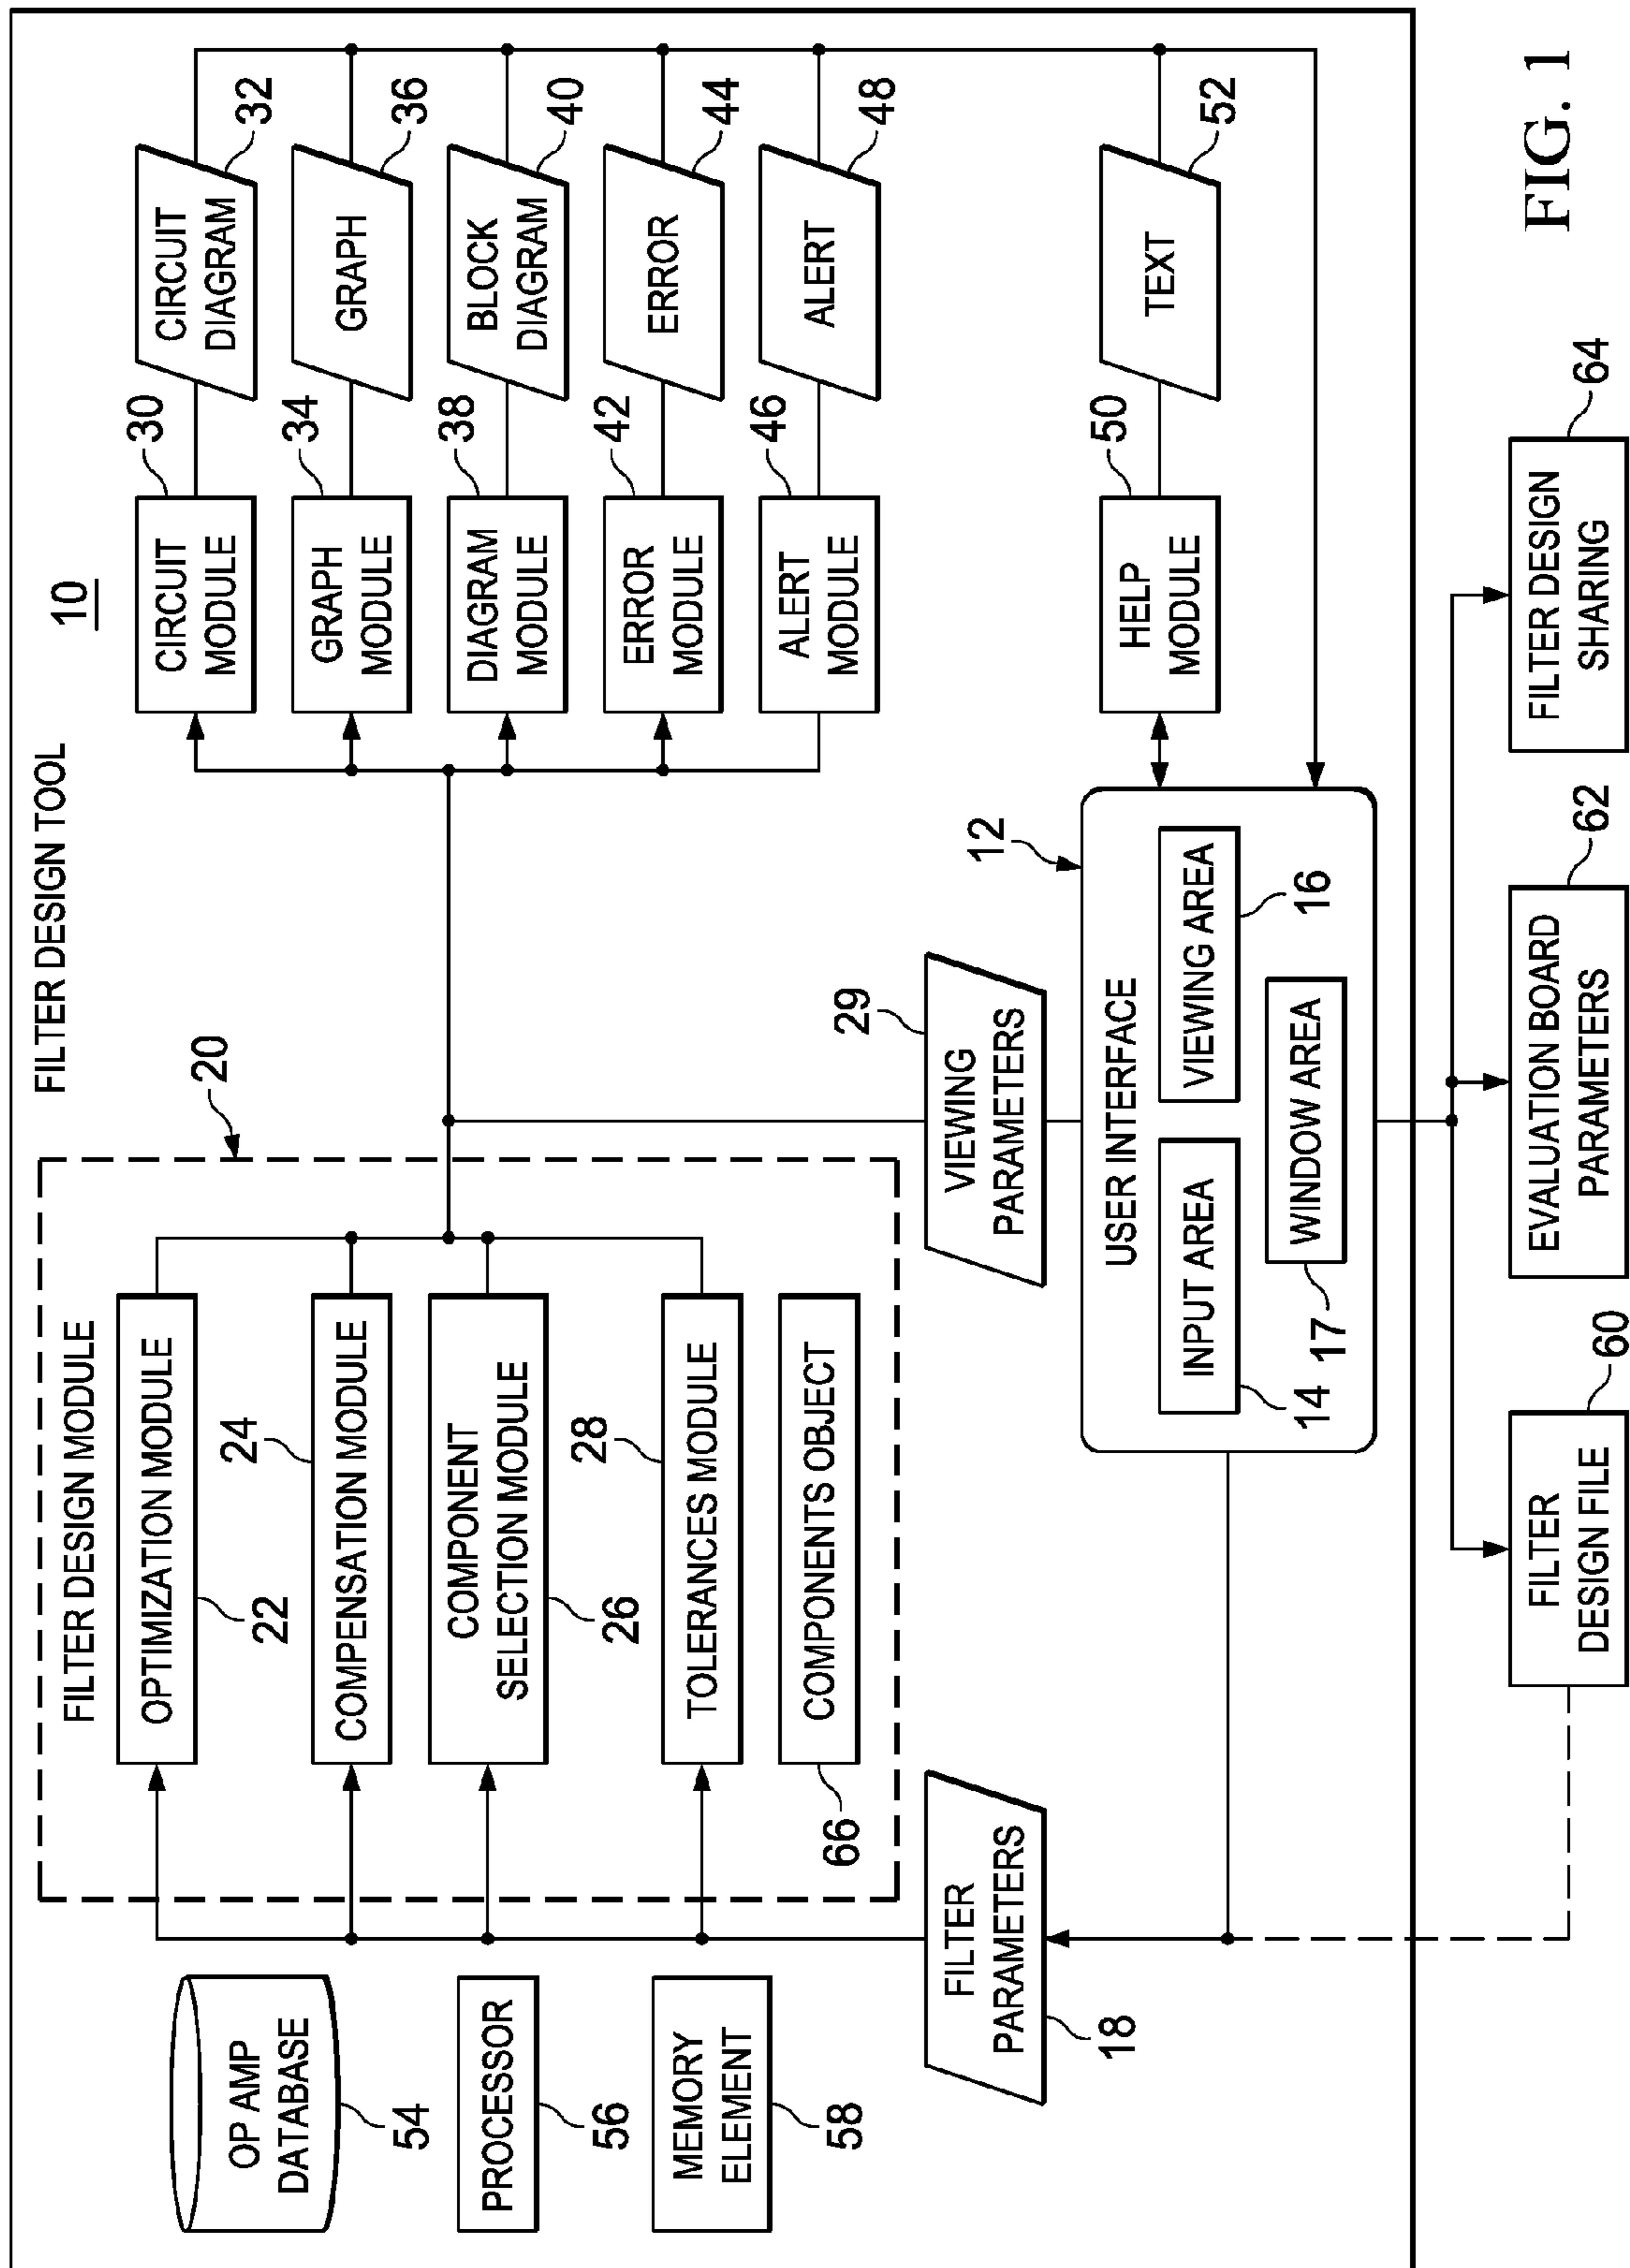 FILTER DESIGN TOOL
10
OP AMP
DATABASE
54
PROCESSOR
56
MEMORY
ELEMENT
58
FILTER DESIGN MODULE
20
OPTIMIZATION MODULE
22
24
COMPENSATION MODULE
COMPONENT
SELECTION MODULE
26
28
TOLERANCES MODULE
COMPONENTS OBJECT
66
CIRCUIT
MODULE
30
CIRCUIT
DIAGRAM
32
GRAPH
MODULE
34
GRAPH
36
DIAGRAM
MODULE
38
BLOCK
DIAGRAM
40
ERROR
MODULE
42
ERROR
44
ALERT
MODULE
46
ALERT
48
HELP
MODULE
50
TEXT
52
FILTER
PARAMETERS
18
VIEWING
PARAMETERS
29
12
USER INTERFACE
INPUT AREA
14
VIEWING AREA
16
WINDOW AREA
17
FILTER
DESIGN FILE
60
EVALUATION BOARD
PARAMETERS
62
FILTER DESIGN
SHARING
64
FIG. 1